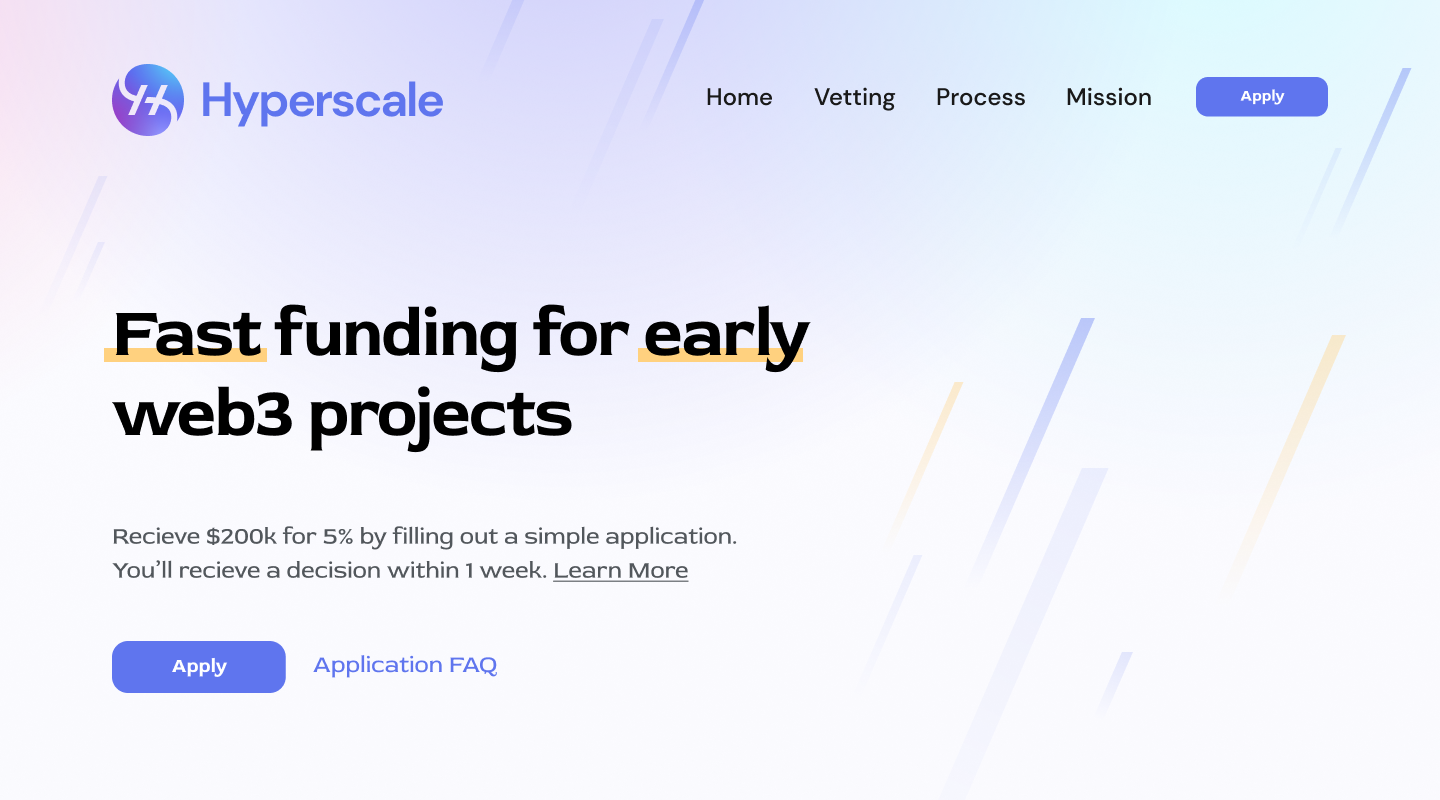 Hyperscale
Home Vetting Process Mission Apply
Fast funding for early
web3 projects
Recieve $200k for 5% by filling out a simple application.
You’ll recieve a decision within 1 week. Learn More
Apply Application FAQ